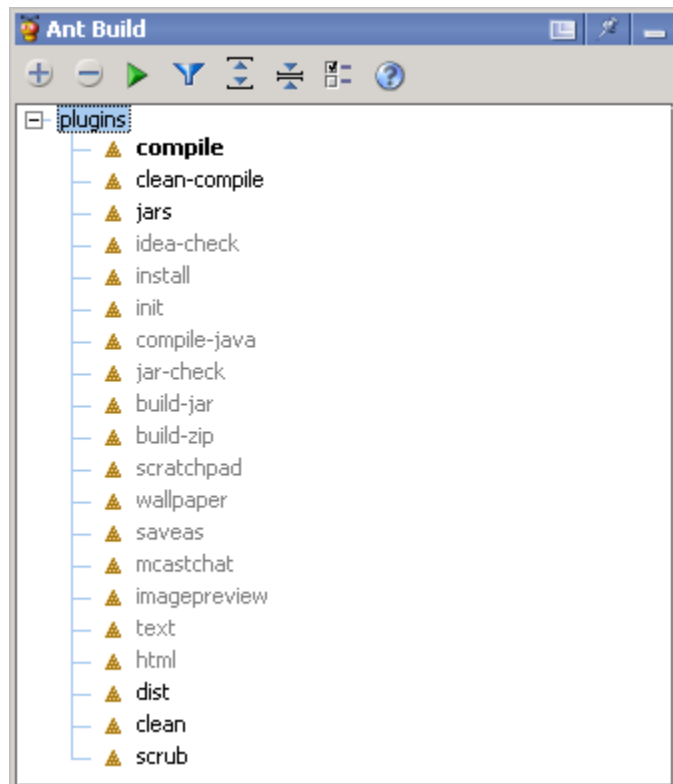 Ant Build
plugins
compile
clean-compile
jars
idea-check
install
init
compile-java
jar-check
build-jar
build-zip
scratchpad
wallpaper
saveas
mcastchat
imagepreview
text
html
dist
clean
scrub